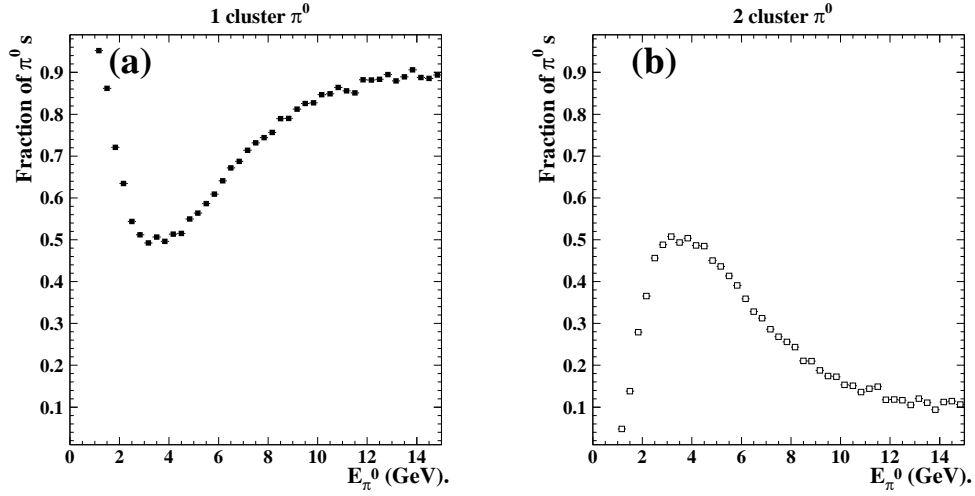 1 cluster π⁰
(a)
Fraction of π⁰ s
0.9
0.8
0.7
0.6
0.5
0.4
0.3
0.2
0.1
0 2 4 6 8 10 12 14
E_π⁰ (GeV).
2 cluster π⁰
(b)
Fraction of π⁰ s
0.9
0.8
0.7
0.6
0.5
0.4
0.3
0.2
0.1
0 2 4 6 8 10 12 14
E_π⁰ (GeV).